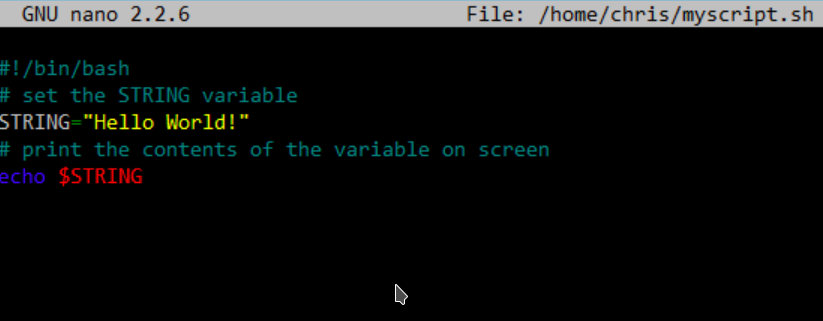 GNU nano 2.2.6 File: /home/chris/myscript.sh
#!/bin/bash
# set the STRING variable
STRING="Hello World!"
# print the contents of the variable on screen
echo $STRING